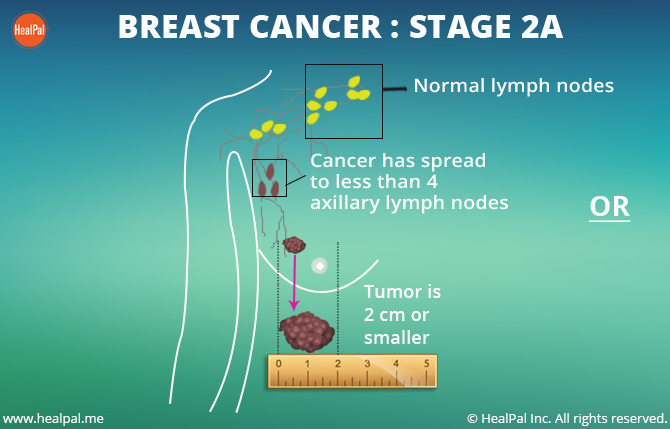 HealPal
BREAST CANCER : STAGE 2A
Normal lymph nodes
Cancer has spread
to less than 4
axillary lymph nodes
OR
Tumor is
2 cm or
smaller
0 1 2 3 4 5
www.healpal.me
© HealPal Inc. All rights reserved.